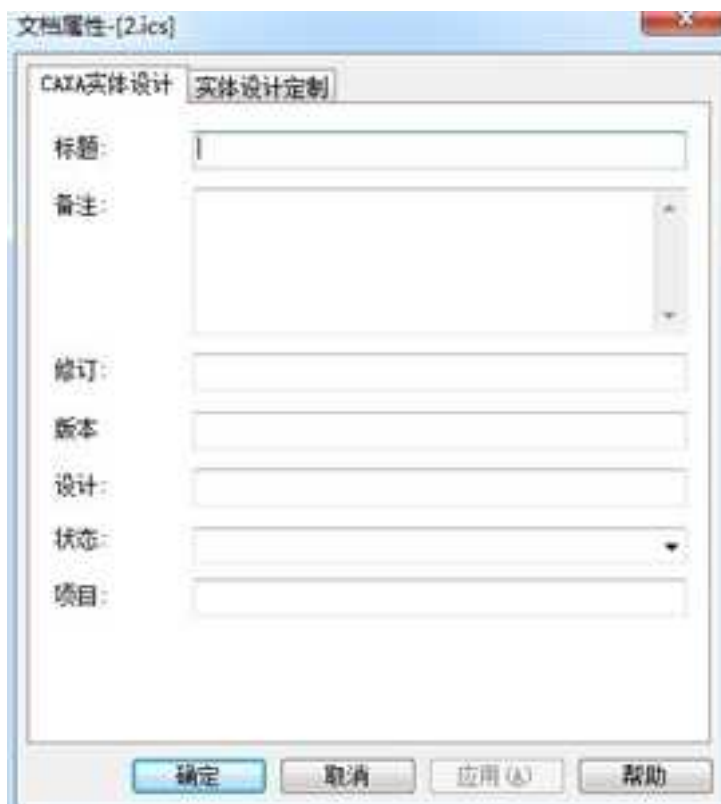 文档属性-[2.ics]
CAXA实体设计 实体设计定制
标题:
备注:
修订:
版本
设计:
状态:
项目:
确定 取消 应用(A) 帮助